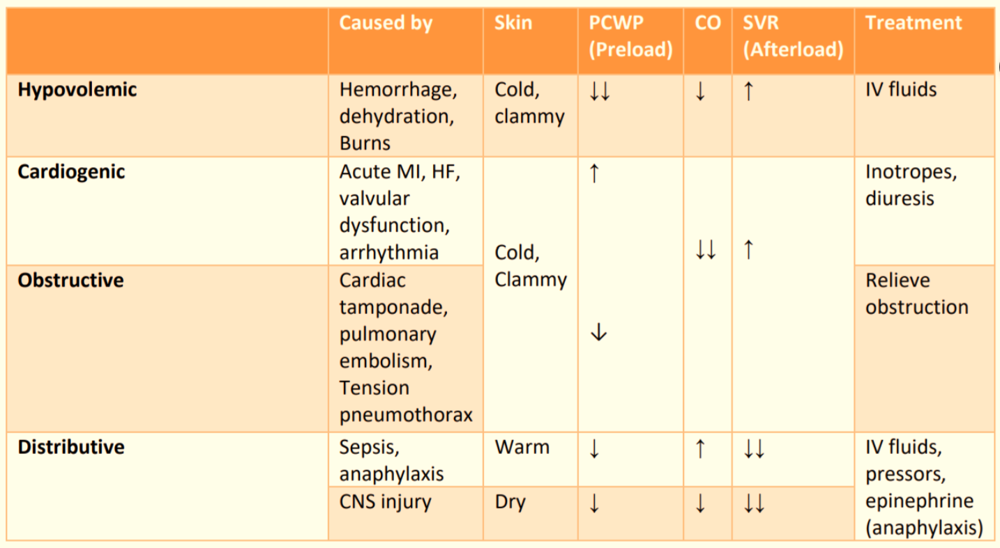 Caused by
Skin
PCWP
(Preload)
CO
SVR
(Afterload)
Treatment
Hypovolemic
Hemorrhage,
dehydration,
Burns
Cold,
clammy
↓↓
↓
↑
IV fluids
Cardiogenic
Acute MI, HF,
valvular
dysfunction,
arrhythmia
Cold,
Clammy
↑
↓↓
↑
Inotropes,
diuresis
Obstructive
Cardiac
tamponade,
pulmonary
embolism,
Tension
pneumothorax
↓
Relieve
obstruction
Distributive
Sepsis,
anaphylaxis
Warm
↓
↑
↓↓
IV fluids,
pressors,
epinephrine
(anaphylaxis)
CNS injury
Dry
↓
↓
↓↓